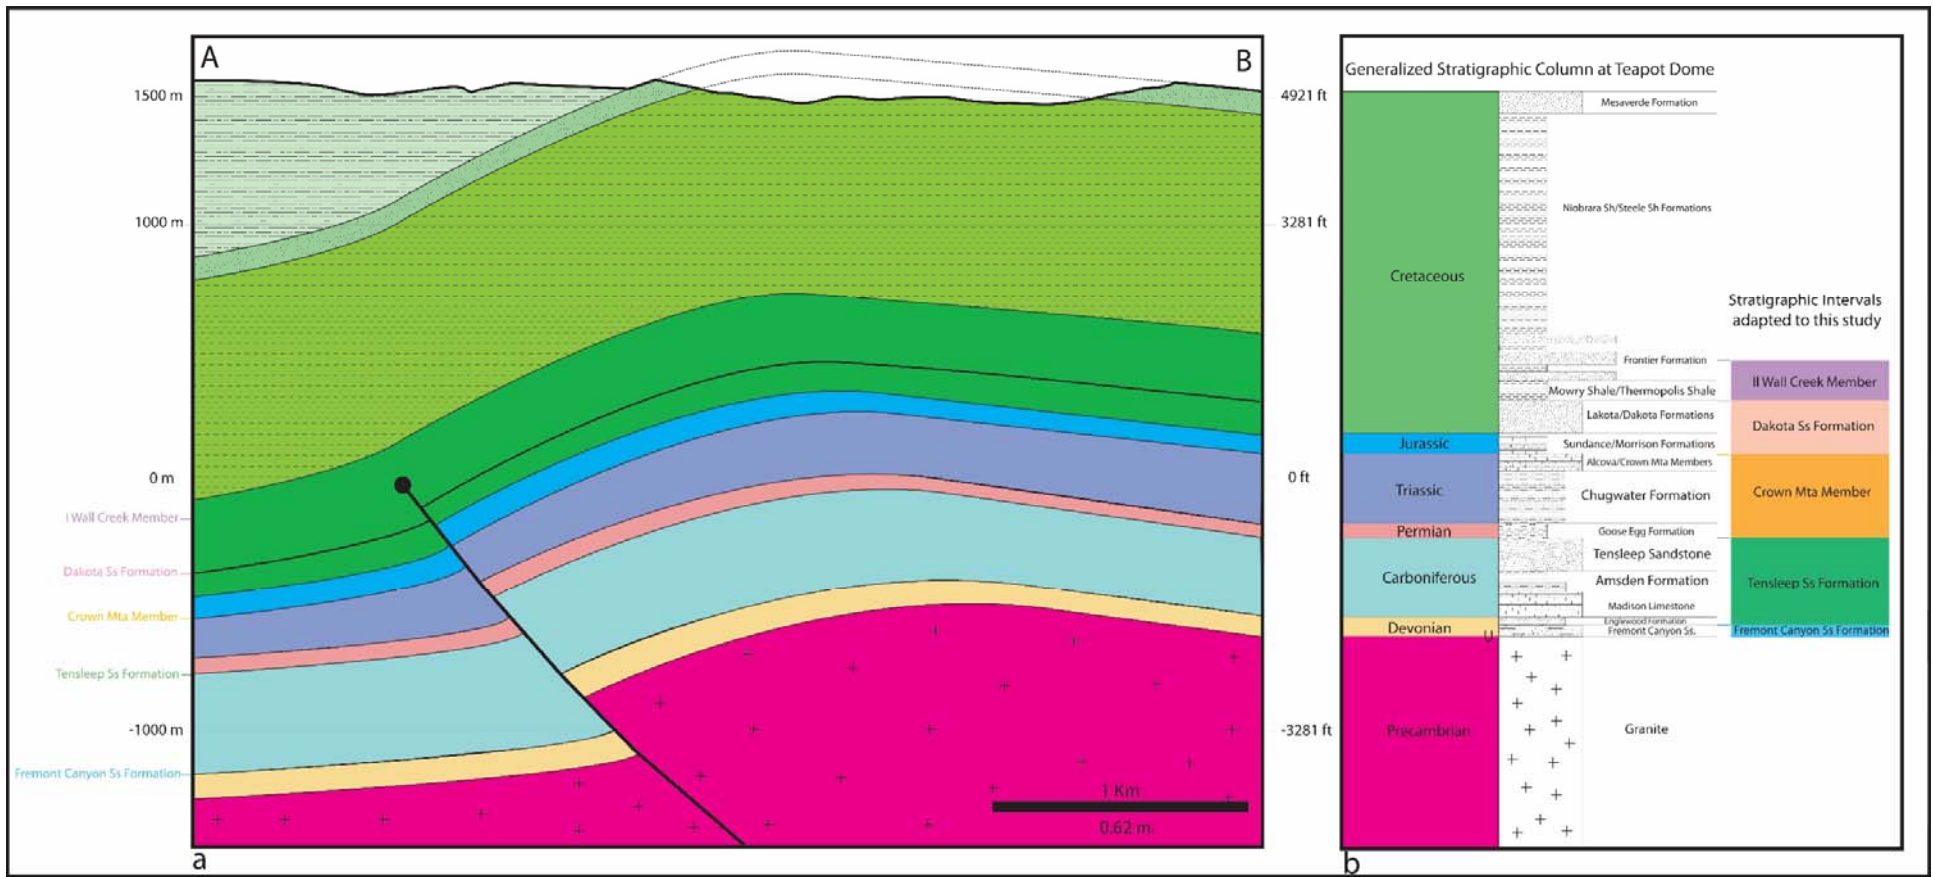 A
B
1500 m
1000 m
0 m
I Wall Creek Member
Dakota Ss Formation
Crown Mta Member
Tensleep Ss Formation
-1000 m
Fremont Canyon Ss Formation
4921 ft
3281 ft
0 ft
-3281 ft
1 Km
0.62 mi
a
Generalized Stratigraphic Column at Teapot Dome
Cretaceous
Jurassic
Triassic
Permian
Carboniferous
Devonian
U
Precambrian
Mesaverde Formation
Niobrara Sh/Steele Sh Formations
Frontier Formation
Mowry Shale/Thermopolis Shale
Lakota/Dakota Formations
Sundance/Morrison Formations
Alcova/Crown Mta Members
Chugwater Formation
Goose Egg Formation
Tensleep Sandstone
Amsden Formation
Madison Limestone
Englewood Formation
Fremont Canyon Ss.
Granite
Stratigraphic Intervals
adapted to this study
II Wall Creek Member
Dakota Ss Formation
Crown Mta Member
Tensleep Ss Formation
Fremont Canyon Ss Formation
b